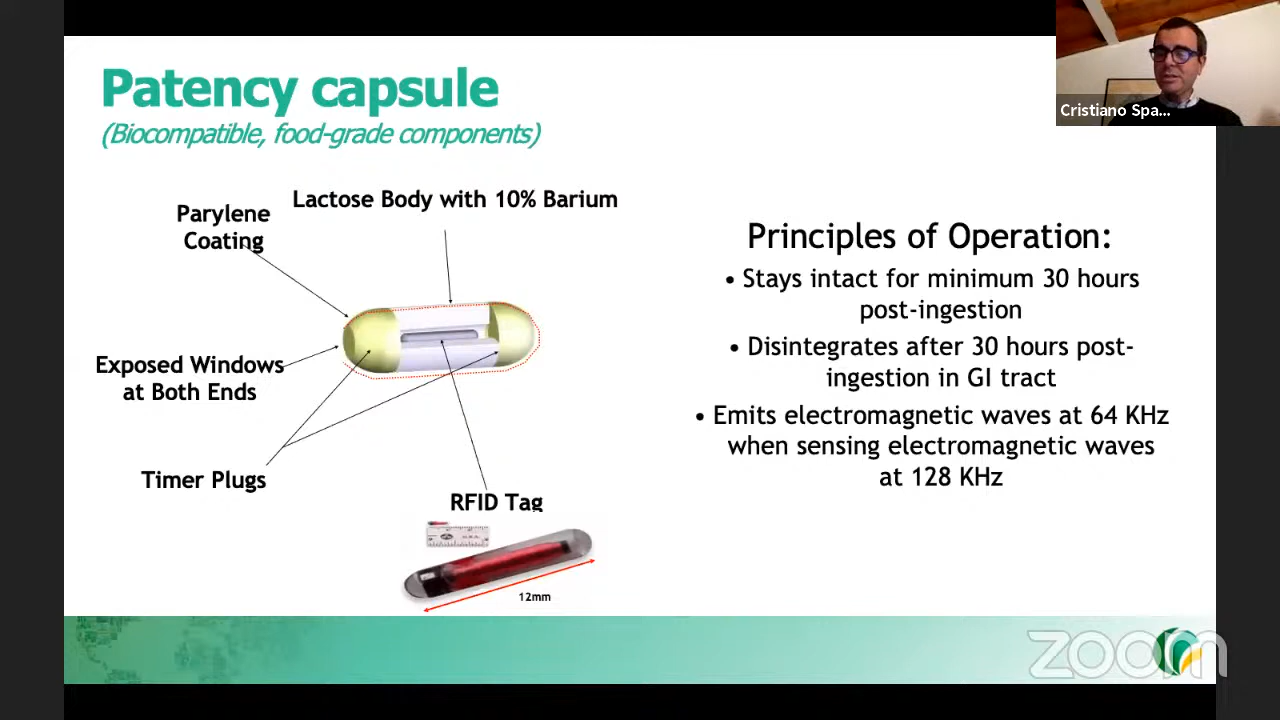 Patency capsule
(Biocompatible, food-grade components)
Cristiano Spa...
Lactose Body with 10% Barium
Parylene
Coating
Exposed Windows
at Both Ends
Timer Plugs
RFID Tag
12mm
Principles of Operation:
• Stays intact for minimum 30 hours
post-ingestion
• Disintegrates after 30 hours post-
ingestion in GI tract
• Emits electromagnetic waves at 64 KHz
when sensing electromagnetic waves
at 128 KHz
zoom